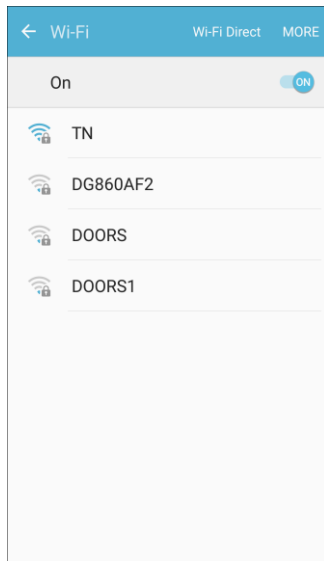 Wi-Fi Wi-Fi Direct MORE
On ON
TN
DG860AF2
DOORS
DOORS1